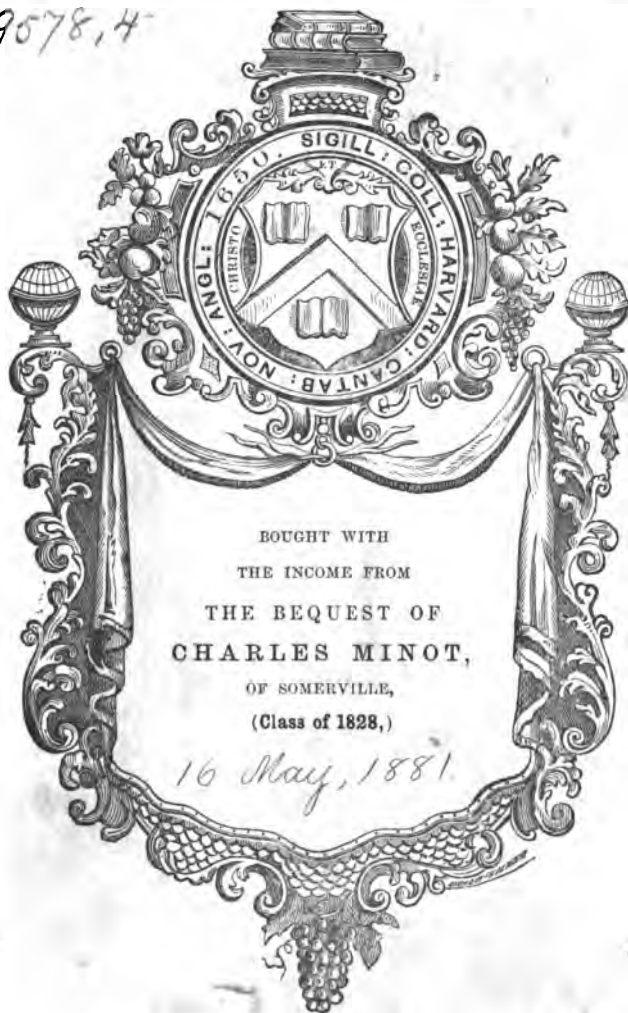 9578,4
SIGILL: COLL: HARVARD: CANTAB: NOV: ANGL: 1650.
ET
CHRISTO
ECCLESIAE
BOUGHT WITH
THE INCOME FROM
THE BEQUEST OF
CHARLES MINOT,
OF SOMERVILLE,
(Class of 1828,)
16 May, 1881.